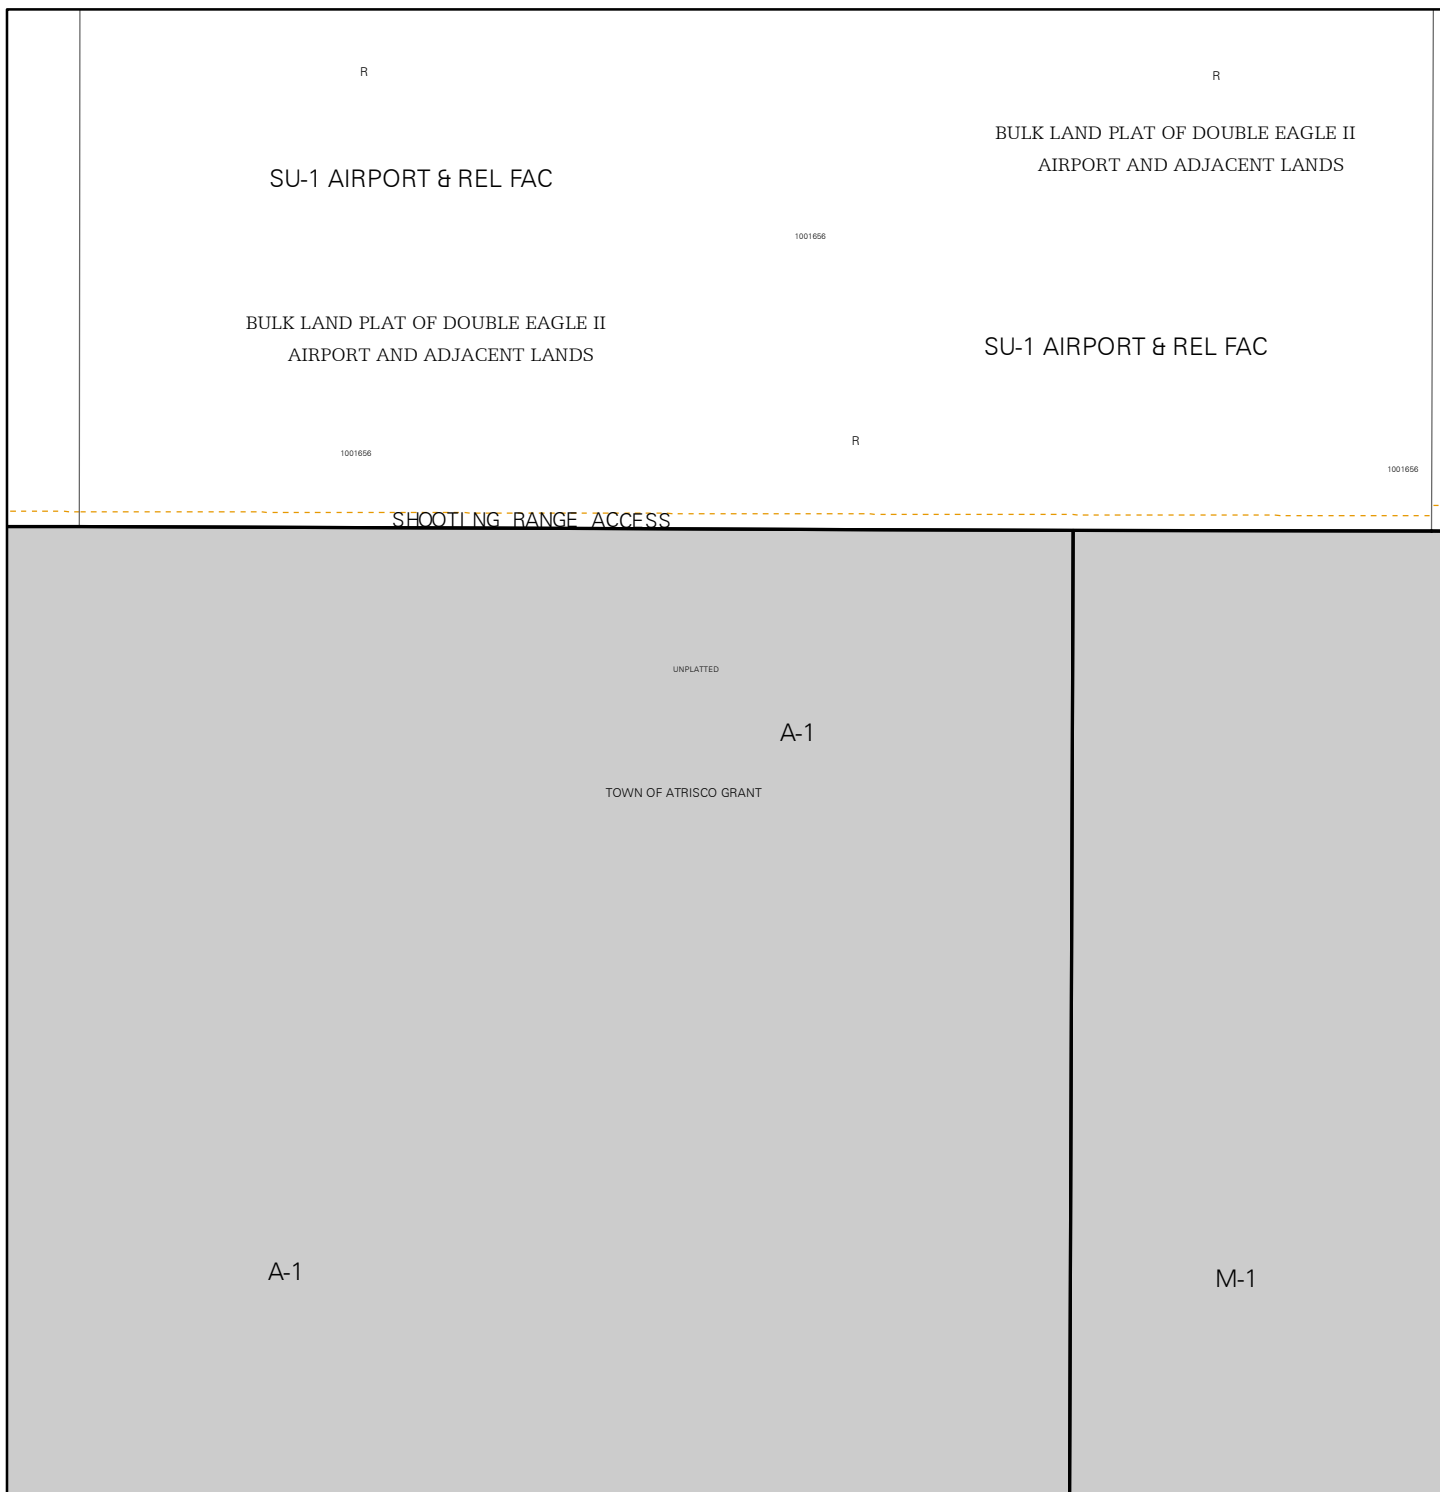 R
R
BULK LAND PLAT OF DOUBLE EAGLE II
AIRPORT AND ADJACENT LANDS
SU-1 AIRPORT & REL FAC
1001656
BULK LAND PLAT OF DOUBLE EAGLE II
AIRPORT AND ADJACENT LANDS
SU-1 AIRPORT & REL FAC
R
1001656
1001656
SHOOTING RANGE ACCESS
UNPLATTED
A-1
TOWN OF ATRISCO GRANT
A-1
M-1